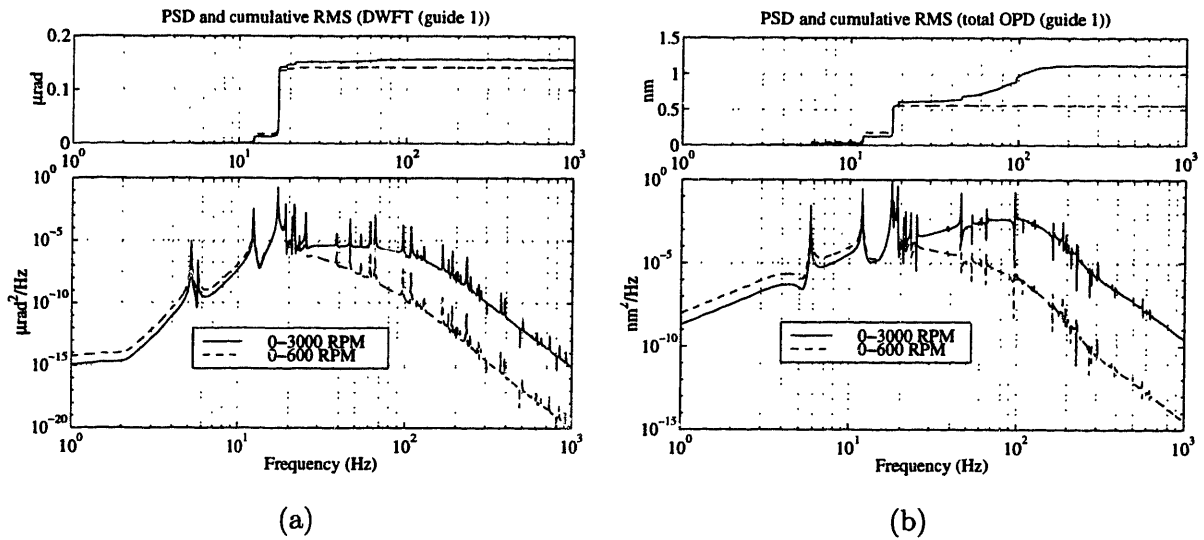 PSD and cumulative RMS (DWFT (guide 1))
0.2
0.1
0
µrad
10^0
10^1
10^2
10^3
10^0
10^-5
10^-10
10^-15
10^-20
µrad^2/Hz
0–3000 RPM
0–600 RPM
10^0
10^1
10^2
10^3
Frequency (Hz)
(a)
PSD and cumulative RMS (total OPD (guide 1))
1.5
1
0.5
0
nm
10^0
10^1
10^2
10^3
10^0
10^-5
10^-10
10^-15
nm^2/Hz
0–3000 RPM
0–600 RPM
10^0
10^1
10^2
10^3
Frequency (Hz)
(b)